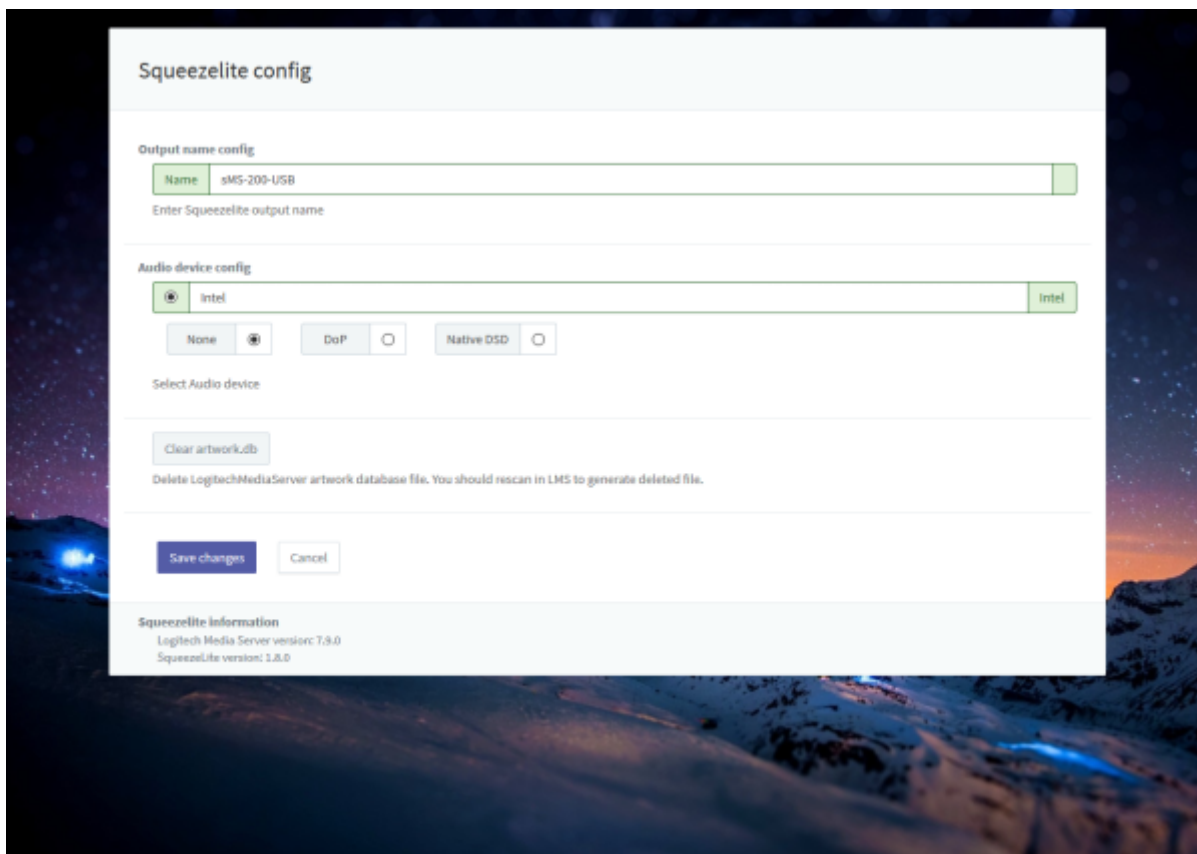 Squeezelite config
Output name config
Name sMS-200-USB
Enter Squeezelite output name
Audio device config
Intel Intel
None DoP Native DSD
Select Audio device
Clear artwork.db
Delete LogitechMediaServer artwork database file. You should rescan in LMS to generate deleted file.
Save changes Cancel
Squeezelite information
Logitech Media Server version: 7.9.0
SqueezeLite version: 1.8.0